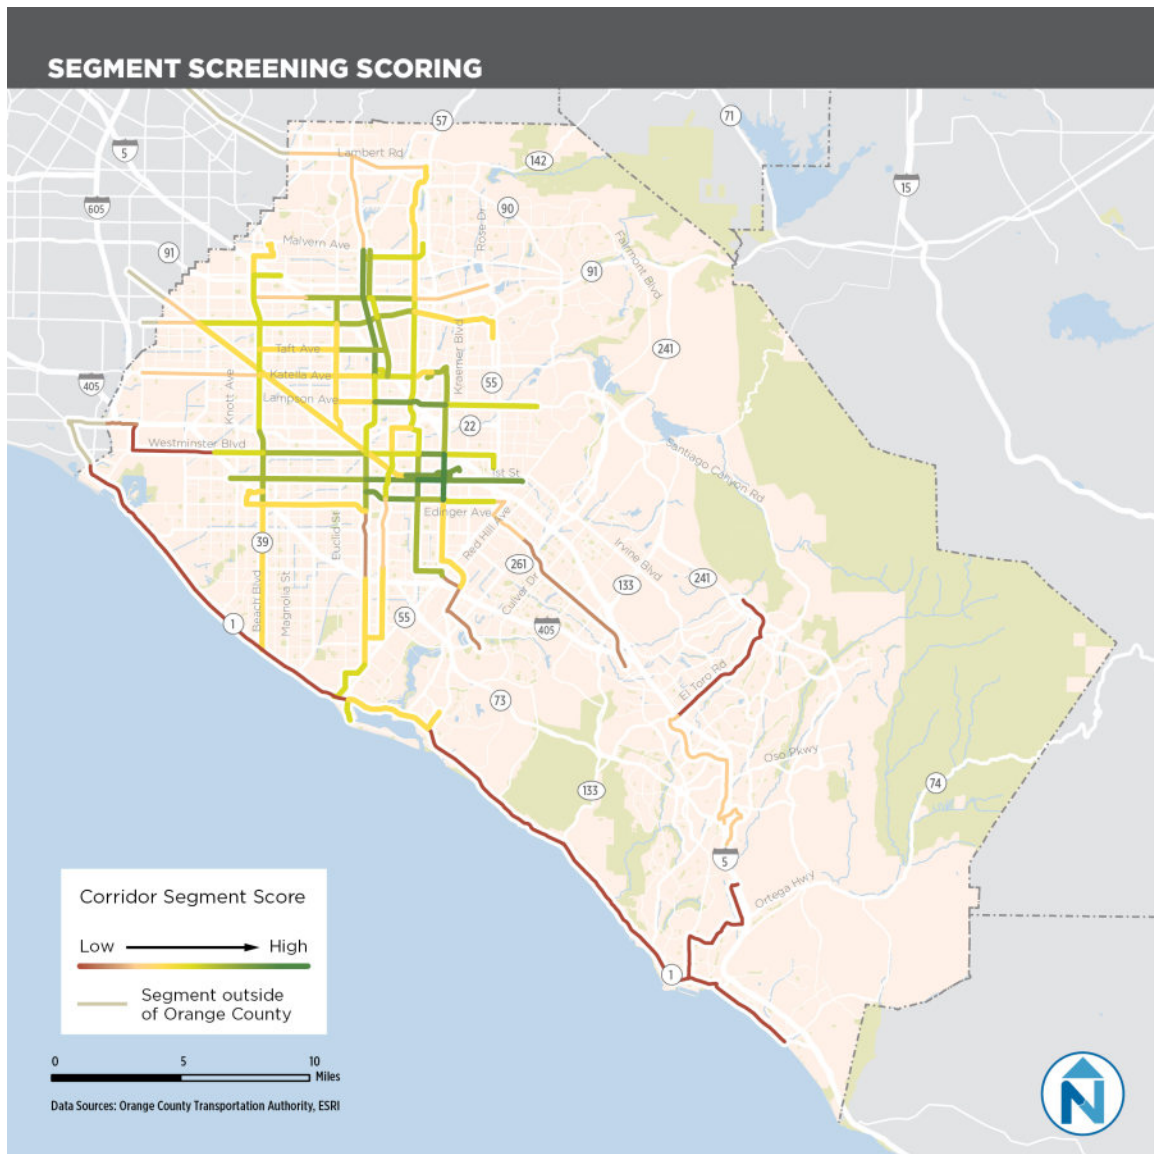 SEGMENT SCREENING SCORING
57
71
Lambert Rd
142
5
15
605
90
Rose Dr
Malvern Ave
91
Fairmont Blvd
91
241
Taft Ave
Kraemer Blvd
Katella Ave
55
405
Knott Ave
Lampson Ave
22
Westminster Blvd
Santiago Canyon Rd
1st St
Edinger Ave
Euclid St
Red Hill Ave
39
Irvine Blvd
261
133
241
Culver Dr
Beach Blvd
Magnolia St
55
1
405
El Toro Rd
73
Oso Pkwy
133
74
5
Ortega Hwy
1
Corridor Segment Score
Low High
Segment outside
of Orange County
0 5 10
Miles
Data Sources: Orange County Transportation Authority, ESRI
N